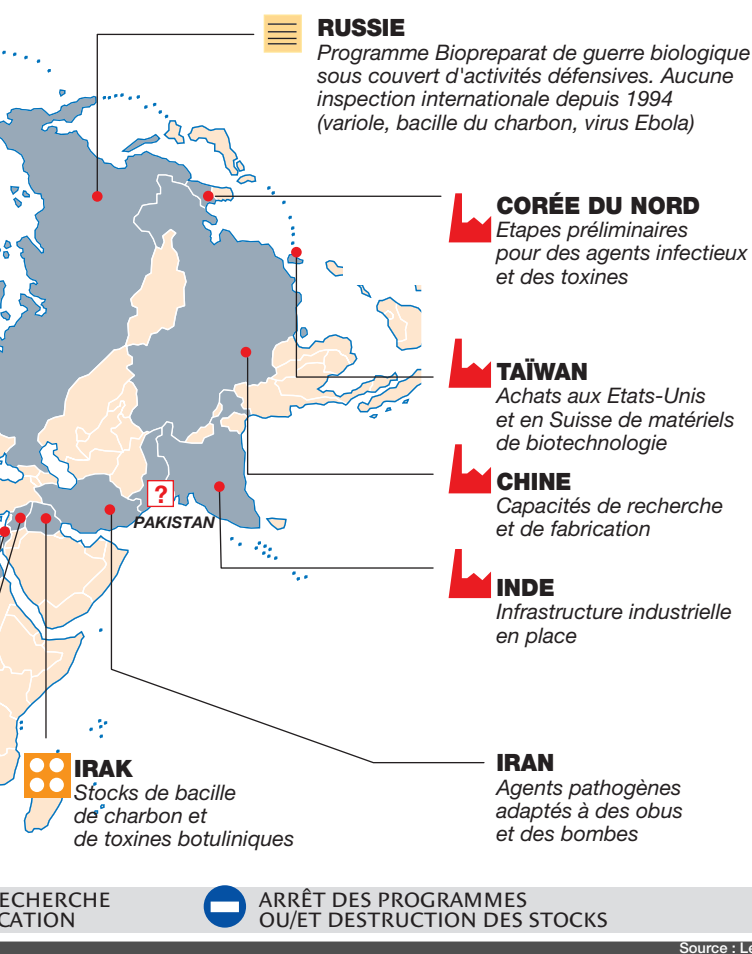 RUSSIE
Programme Biopreparat de guerre biologique
sous couvert d'activités défensives. Aucune
inspection internationale depuis 1994
(variole, bacille du charbon, virus Ebola)
CORÉE DU NORD
Etapes préliminaires
pour des agents infectieux
et des toxines
TAÏWAN
Achats aux Etats-Unis
et en Suisse de matériels
de biotechnologie
CHINE
Capacités de recherche
et de fabrication
?
PAKISTAN
INDE
Infrastructure industrielle
en place
IRAK
Stocks de bacille
de charbon et
de toxines botuliniques
IRAN
Agents pathogènes
adaptés à des obus
et des bombes
ECHERCHE
CATION
ARRÊT DES PROGRAMMES
OU/ET DESTRUCTION DES STOCKS
Source : Le